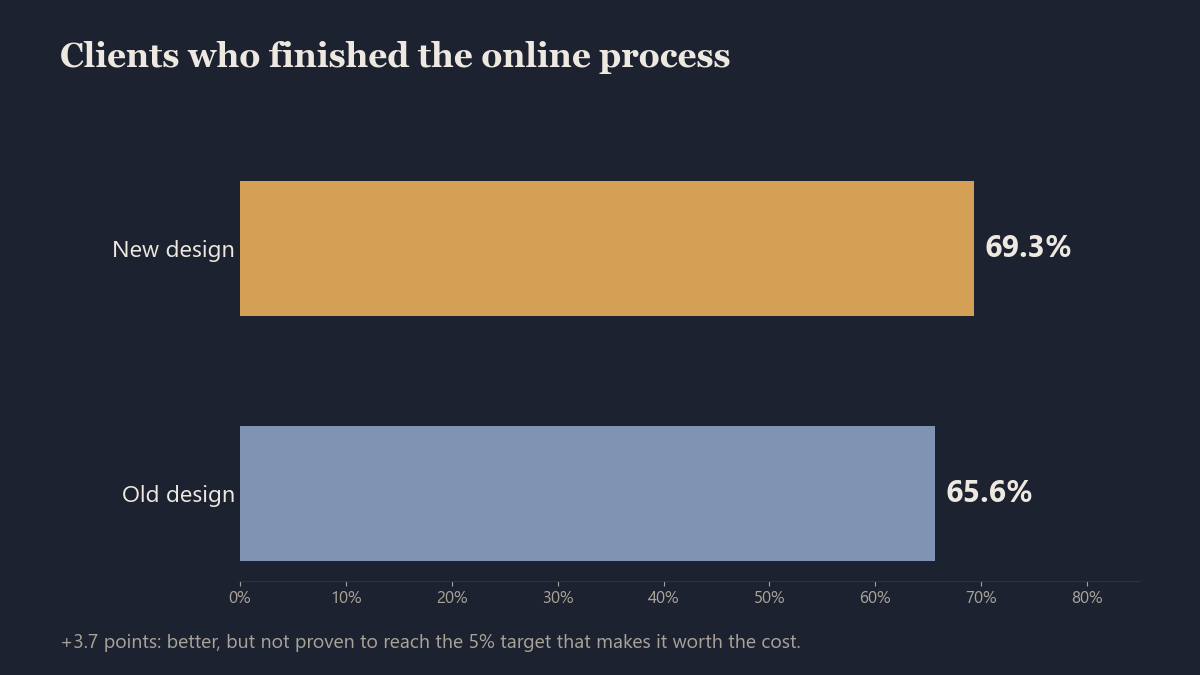 Clients who finished the online process
New design
69.3%
Old design
65.6%
0% 10% 20% 30% 40% 50% 60% 70% 80%
+3.7 points: better, but not proven to reach the 5% target that makes it worth the cost.